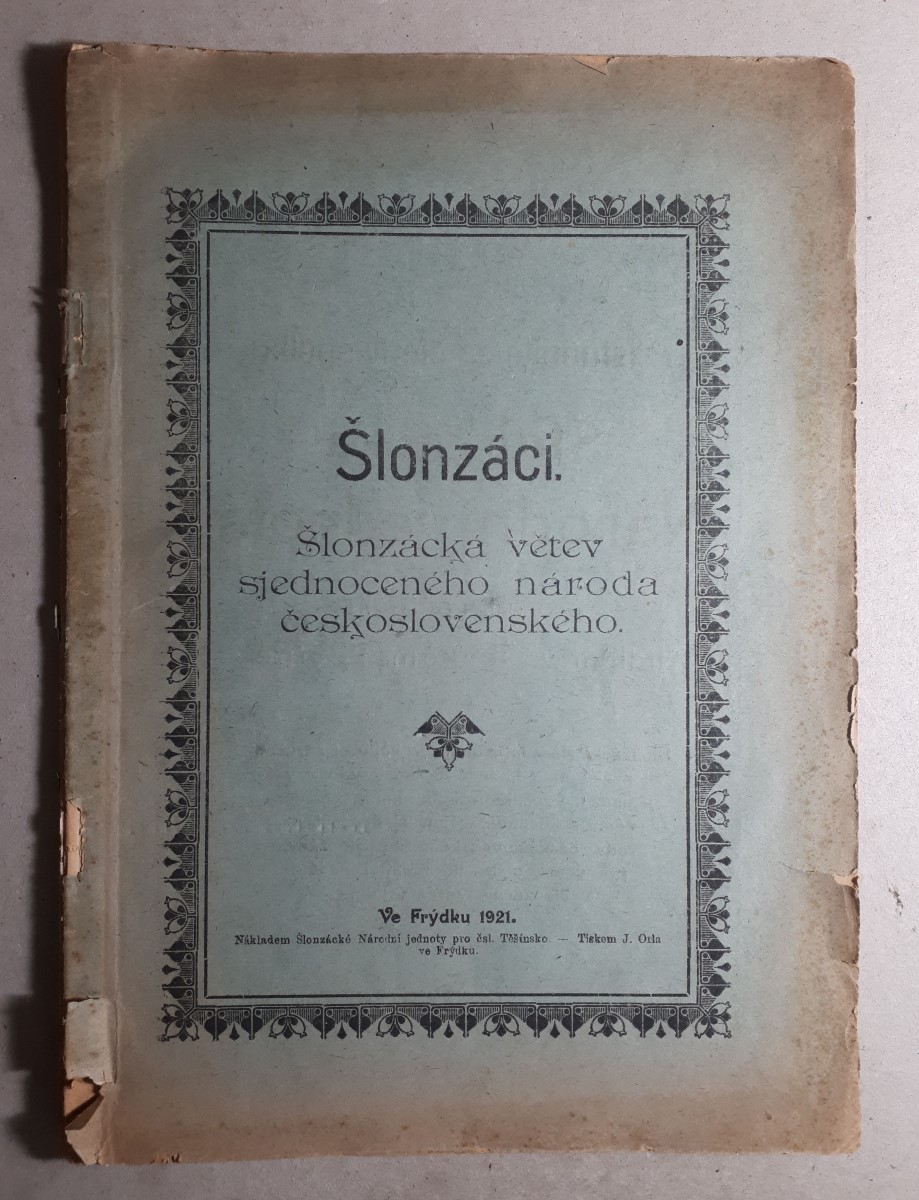 Šlonzáci.
Šlonzácká větev
sjednoceného národa
československého.
Ve Frýdku 1921.
Nákladem Šlonzácké Národní jednoty pro čsl. Těšínsko. — Tiskem J. Orla
ve Frýdku.